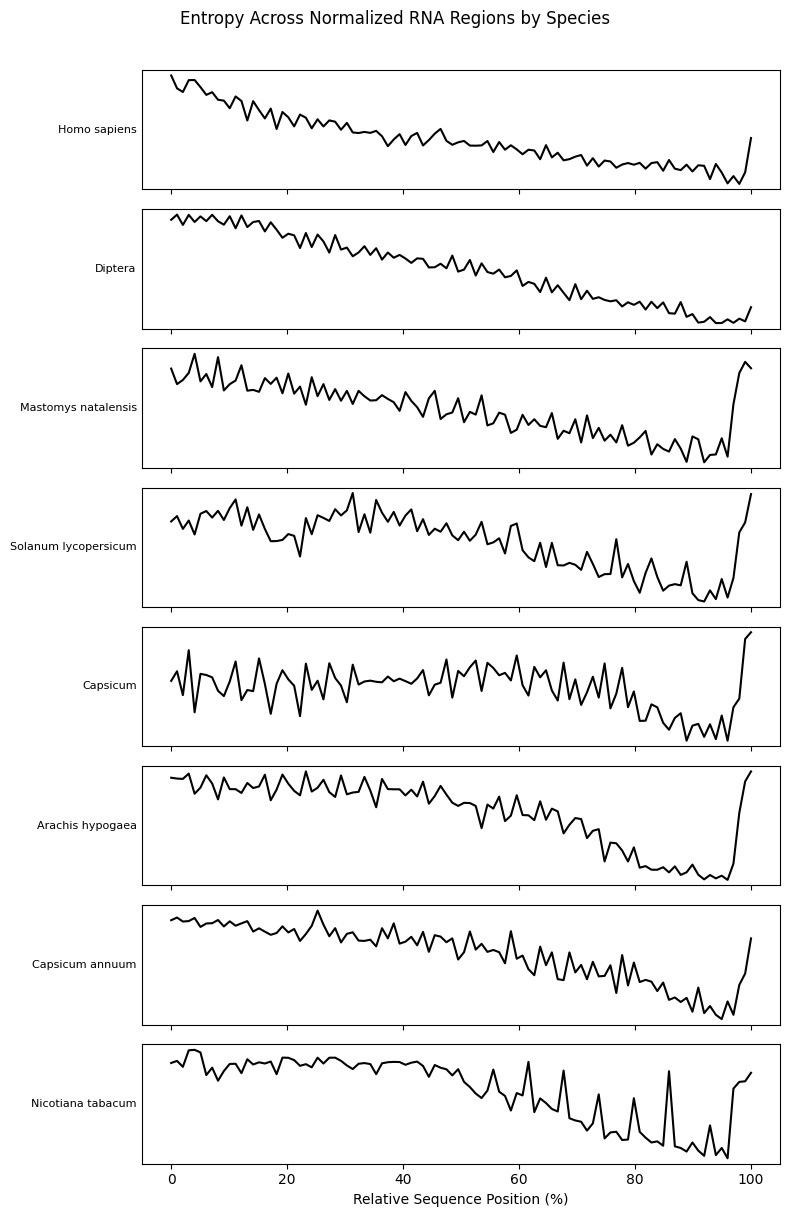 Entropy Across Normalized RNA Regions by Species
Homo sapiens
Diptera
Mastomys natalensis
Solanum lycopersicum
Capsicum
Arachis hypogaea
Capsicum annuum
Nicotiana tabacum
0 20 40 60 80 100
Relative Sequence Position (%)